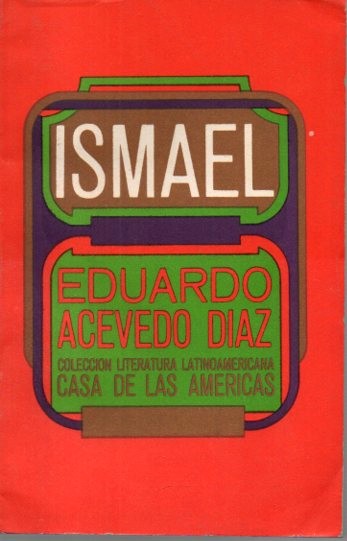 ISMAEL
EDUARDO
ACEVEDO DIAZ
COLECCION LITERATURA LATINOAMERICANA
CASA DE LAS AMERICAS